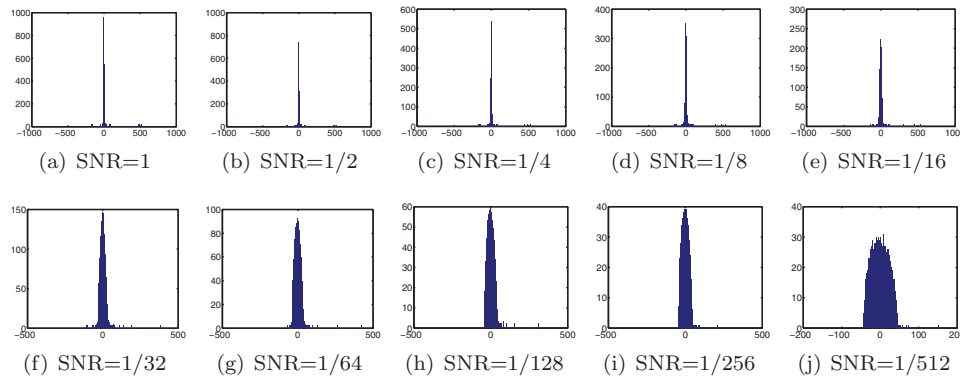 1000
800
600
400
200
0
−1000 −500 0 500 1000
(a) SNR=1
1000
800
600
400
200
0
−1000 −500 0 500 1000
(b) SNR=1/2
600
500
400
300
200
100
0
−1000 −500 0 500 1000
(c) SNR=1/4
400
300
200
100
0
−1000 −500 0 500 1000
(d) SNR=1/8
300
250
200
150
100
50
0
−1000 −500 0 500 1000
(e) SNR=1/16
150
100
50
0
−500 0 500
(f) SNR=1/32
100
80
60
40
20
0
−500 0 500
(g) SNR=1/64
60
50
40
30
20
10
0
−500 0 500
(h) SNR=1/128
40
30
20
10
0
−500 0 500
(i) SNR=1/256
40
30
20
10
0
−200 −100 0 100 200
(j) SNR=1/512